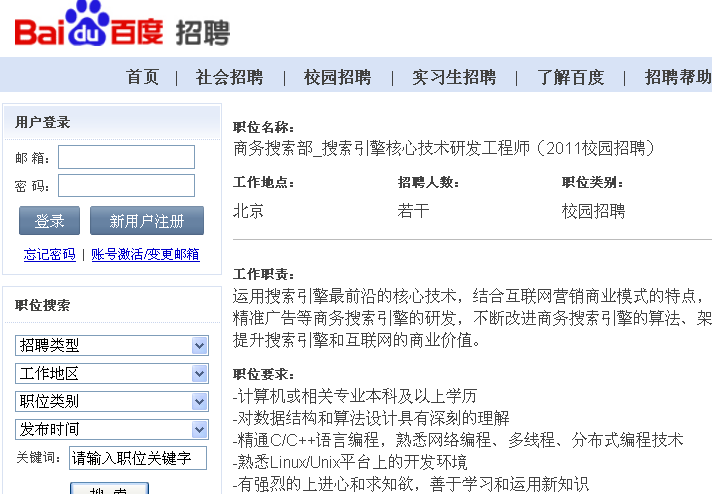 Bai du 百度 招聘
首页 | 社会招聘 | 校园招聘 | 实习生招聘 | 了解百度 | 招聘帮助
用户登录
邮 箱:
密 码:
登录 新用户注册
忘记密码 | 账号激活/变更邮箱
职位搜索
招聘类型
工作地区
职位类别
发布时间
关键词: 请输入职位关键字
搜 索
职位名称:
商务搜索部_搜索引擎核心技术研发工程师（2011校园招聘）
工作地点: 招聘人数: 职位类别:
北京 若干 校园招聘
工作职责:
运用搜索引擎最前沿的核心技术，结合互联网营销商业模式的特点，
精准广告等商务搜索引擎的研发，不断改进商务搜索引擎的算法、架
提升搜索引擎和互联网的商业价值。
职位要求:
-计算机或相关专业本科及以上学历
-对数据结构和算法设计具有深刻的理解
-精通C/C++语言编程，熟悉网络编程、多线程、分布式编程技术
-熟悉Linux/Unix平台上的开发环境
-有强烈的上进心和求知欲，善于学习和运用新知识